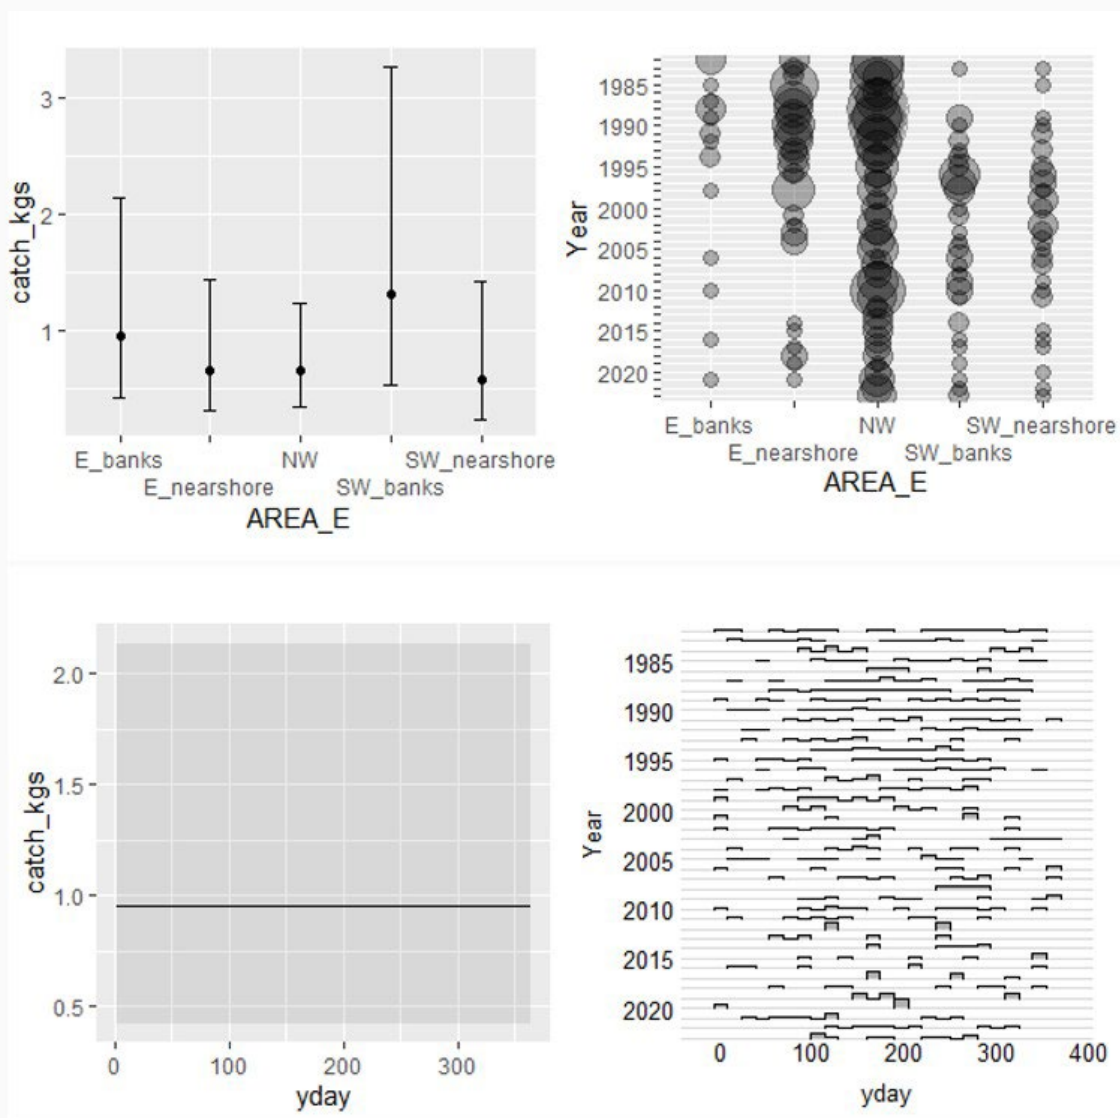 catch_kgs
3
2
1
E_banks NW SW_nearshore
E_nearshore SW_banks
AREA_E
Year
1985
1990
1995
2000
2005
2010
2015
2020
E_banks NW SW_nearshore
E_nearshore SW_banks
AREA_E
catch_kgs
2.0
1.5
1.0
0.5
0 100 200 300
yday
Year
1985
1990
1995
2000
2005
2010
2015
2020
0 100 200 300 400
yday